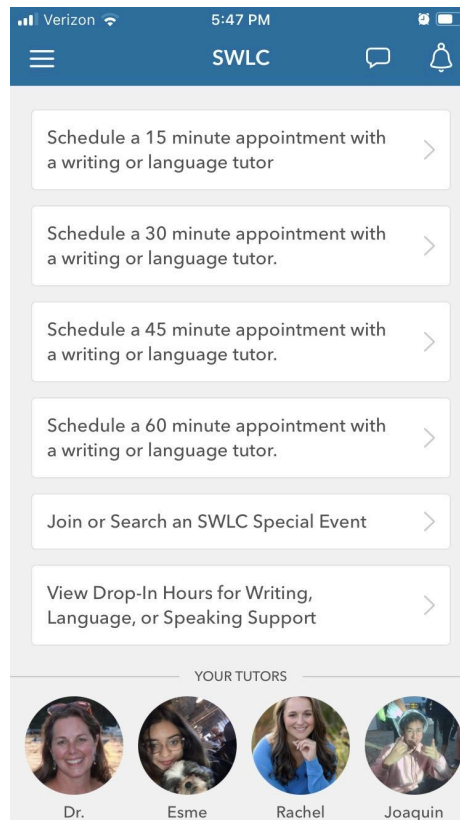 Verizon 5:47 PM
SWLC
Schedule a 15 minute appointment with
a writing or language tutor
Schedule a 30 minute appointment with
a writing or language tutor.
Schedule a 45 minute appointment with
a writing or language tutor.
Schedule a 60 minute appointment with
a writing or language tutor.
Join or Search an SWLC Special Event
View Drop-In Hours for Writing,
Language, or Speaking Support
YOUR TUTORS
Dr. Esme Rachel Joaquin